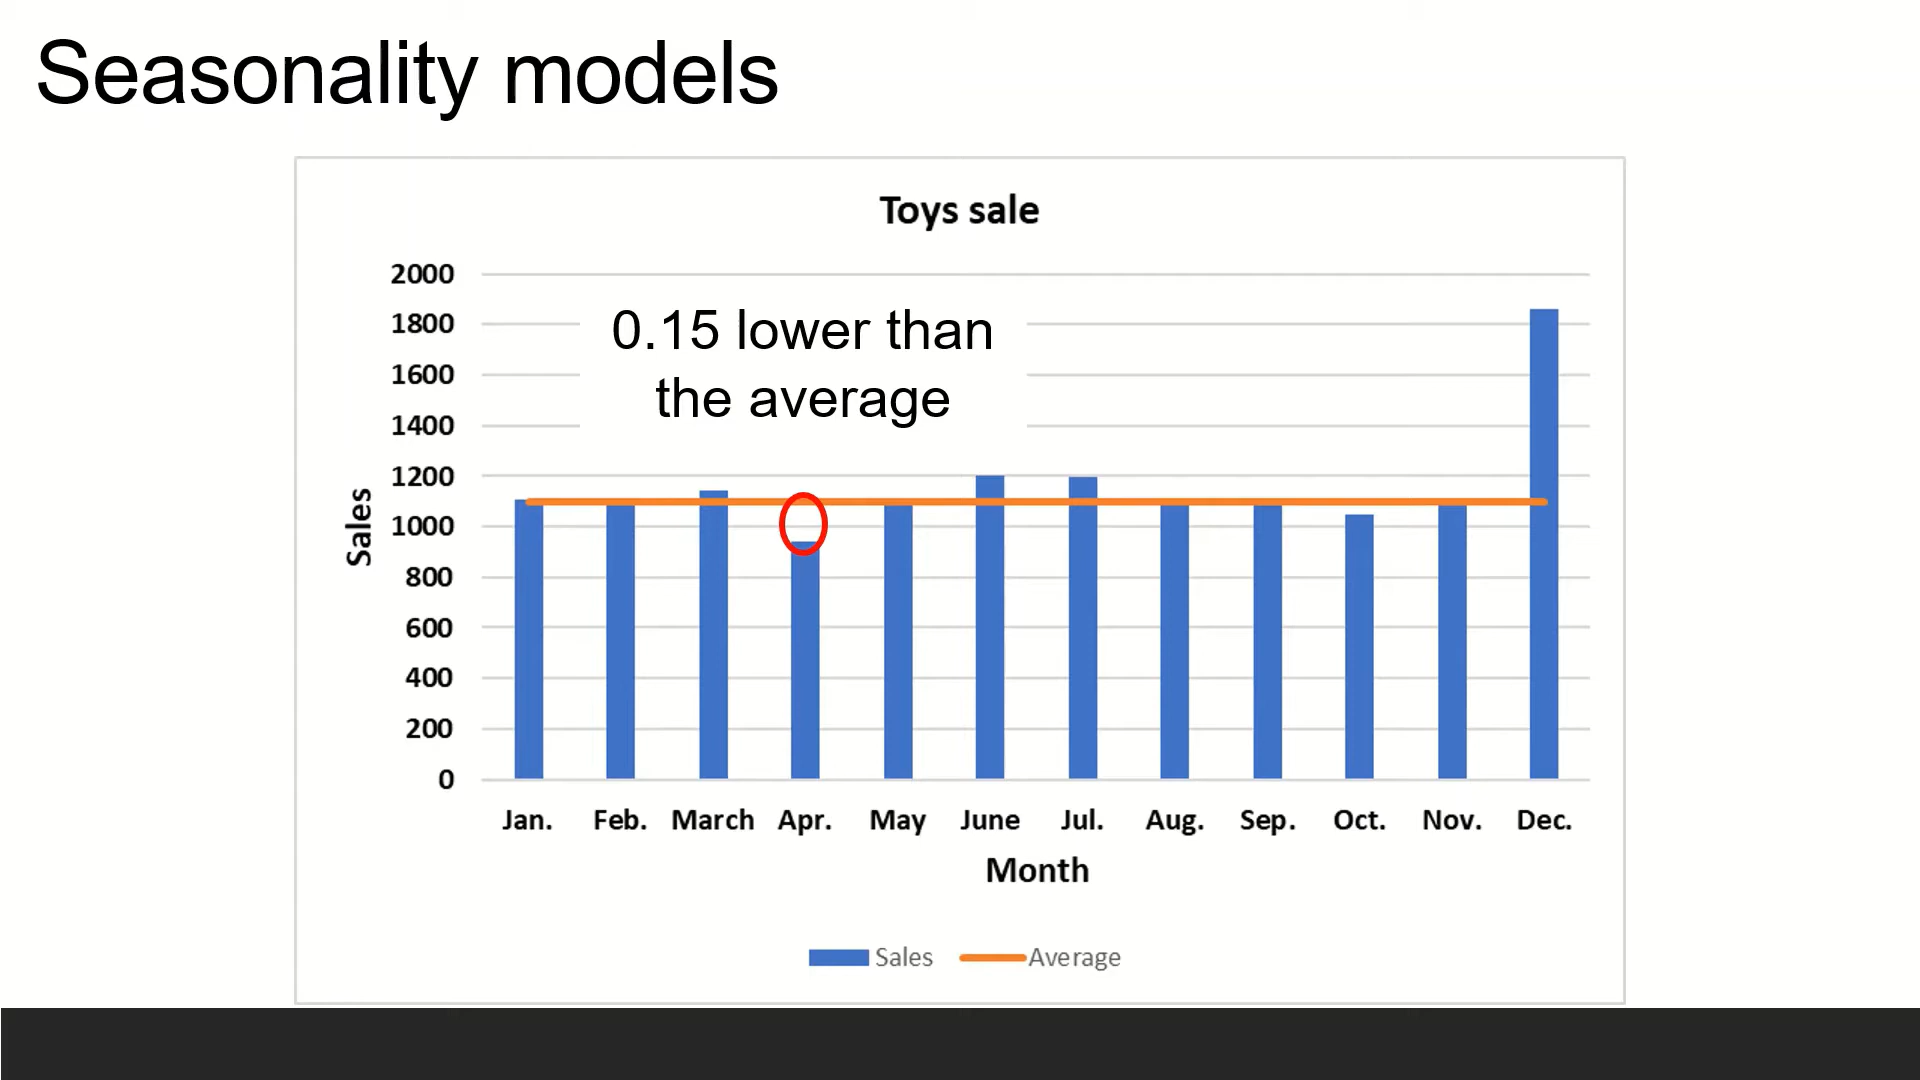 Seasonality models
Toys sale
2000
1800
1600
1400
1200
1000
800
600
400
200
0
0.15 lower than
the average
Sales
Jan. Feb. March Apr. May June Jul. Aug. Sep. Oct. Nov. Dec.
Month
Sales Average